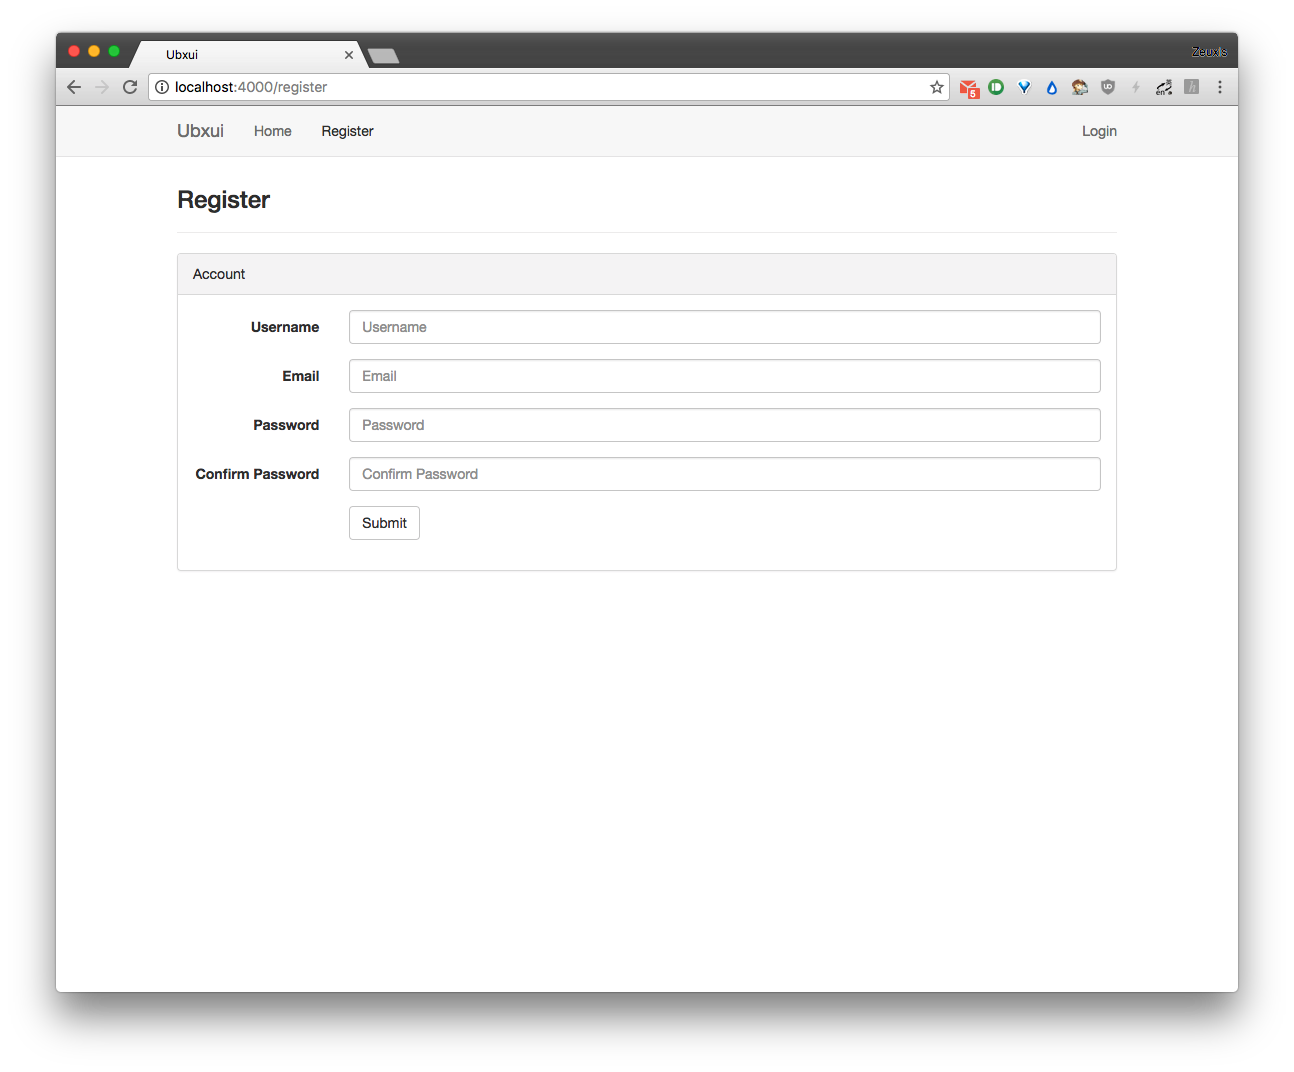 Ubxui
Zeuxis
localhost:4000/register
5
en
Ubxui Home Register Login
Register
Account
Username Username
Email Email
Password Password
Confirm Password Confirm Password
Submit